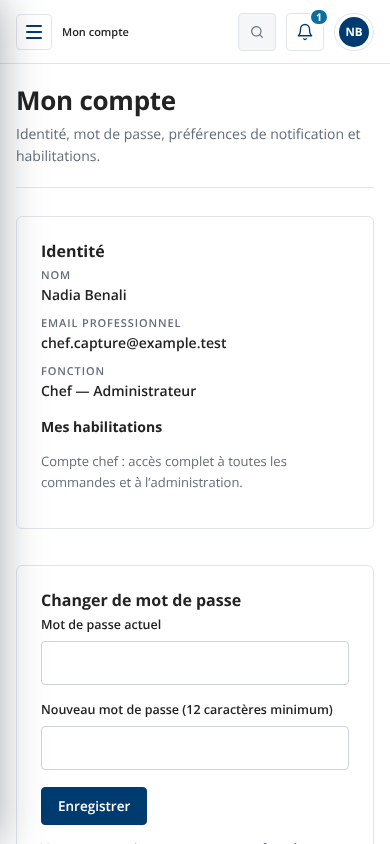 Mon compte
1
NB
Mon compte
Identité, mot de passe, préférences de notification et
habilitations.
Identité
NOM
Nadia Benali
EMAIL PROFESSIONNEL
chef.capture@example.test
FONCTION
Chef — Administrateur
Mes habilitations
Compte chef : accès complet à toutes les
commandes et à l’administration.
Changer de mot de passe
Mot de passe actuel
Nouveau mot de passe (12 caractères minimum)
Enregistrer